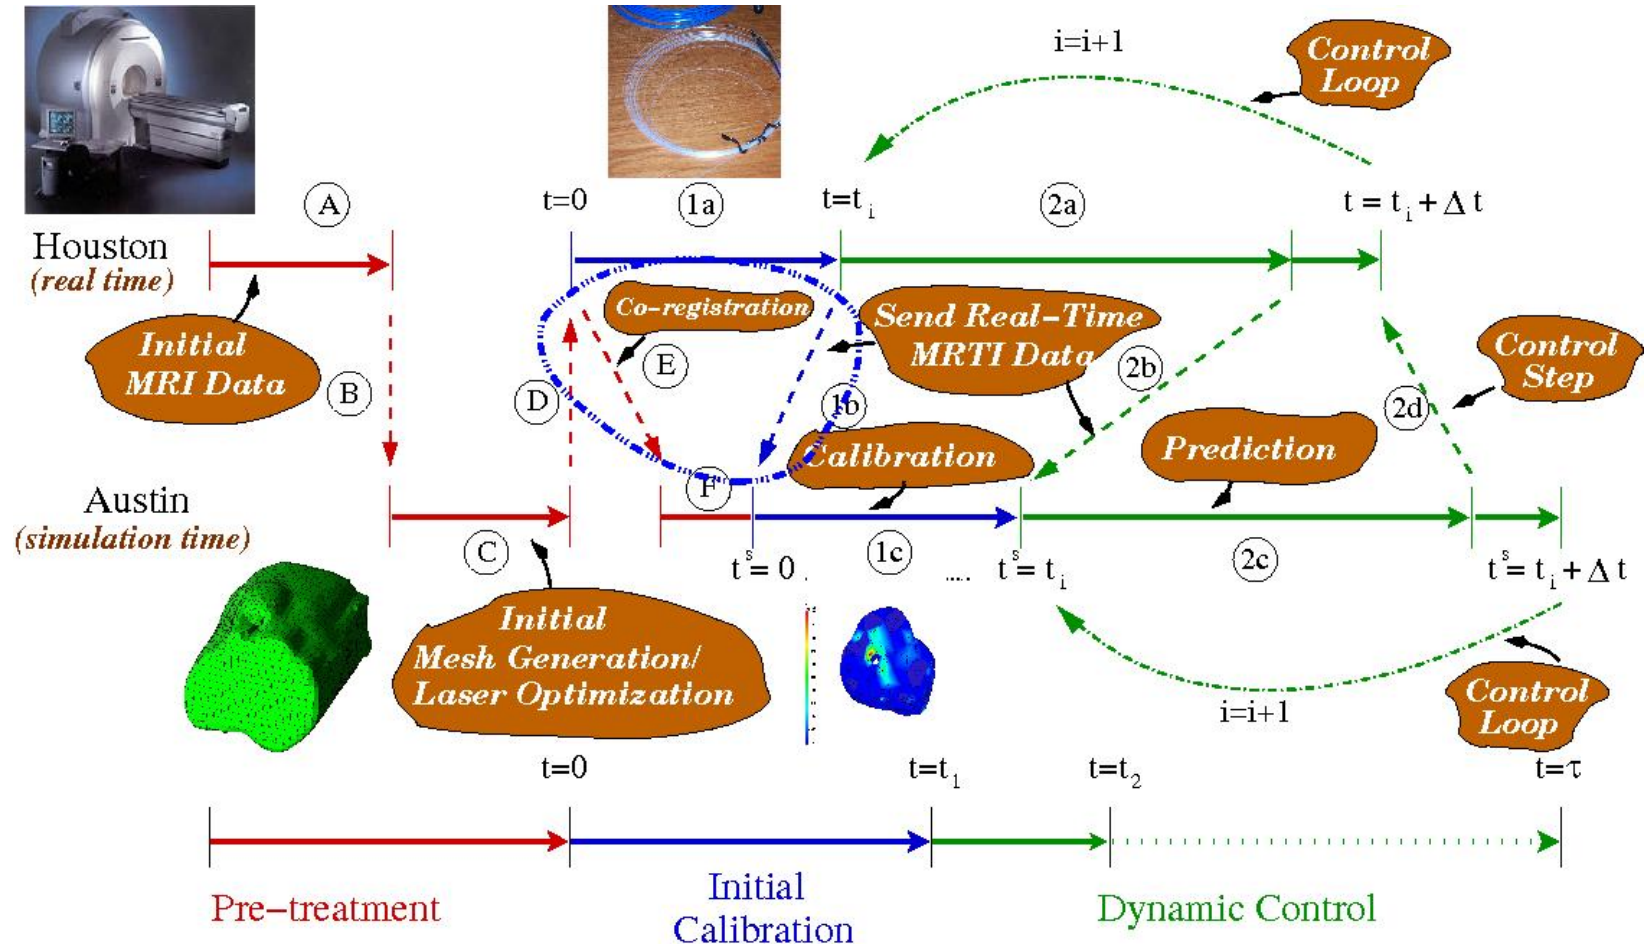 i=i+1
Control
Loop
A
t=0
1a
t=t i
2a
t = t i + Δ t
Houston
(real time)
Initial
MRI Data
B
Co-registration
E
D
Send Real-Time
MRTI Data
1b
2b
2d
Control
Step
Calibration
Prediction
F
Austin
(simulation time)
C
t s = 0 .
1c
.....
t s = t i
2c
t s = t i + Δ t
Initial
Mesh Generation/
Laser Optimization
i=i+1
Control
Loop
t=0
t=t 1
t=t 2
t=τ
Pre-treatment
Initial
Calibration
Dynamic Control